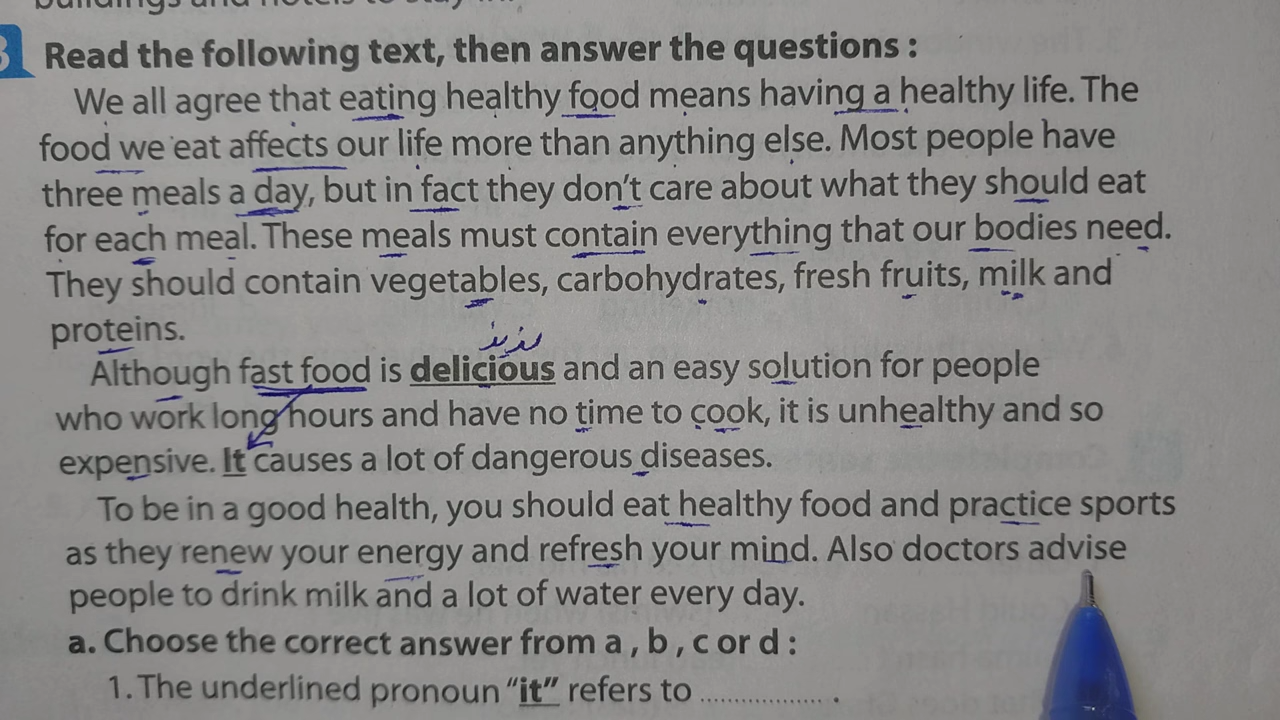 Read the following text, then answer the questions :
We all agree that eating healthy food means having a healthy life. The
food we eat affects our life more than anything else. Most people have
three meals a day, but in fact they don't care about what they should eat
for each meal. These meals must contain everything that our bodies need.
They should contain vegetables, carbohydrates, fresh fruits, milk and
proteins.
لذيذ
Although fast food is delicious and an easy solution for people
who work long hours and have no time to cook, it is unhealthy and so
expensive. It causes a lot of dangerous diseases.
To be in a good health, you should eat healthy food and practice sports
as they renew your energy and refresh your mind. Also doctors advise
people to drink milk and a lot of water every day.
a. Choose the correct answer from a , b , c or d :
1. The underlined pronoun “it” refers to .................. .